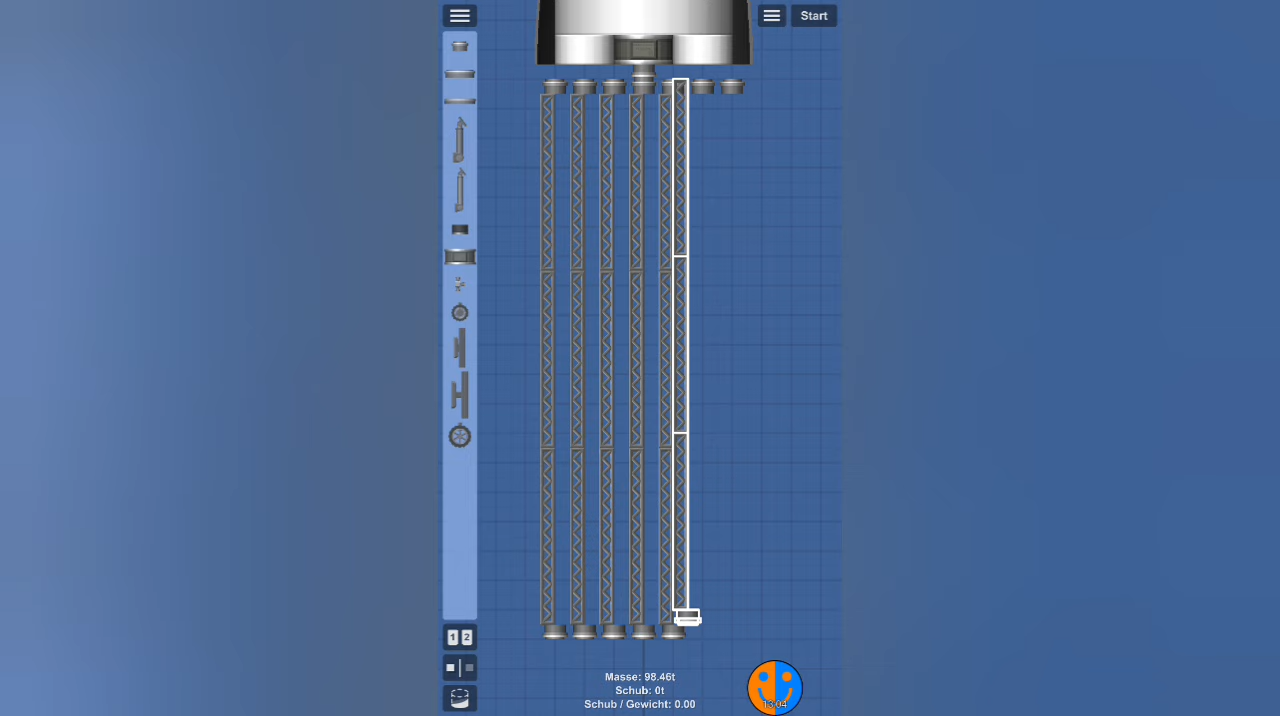 Start
1 2
Masse: 98.46t
Schub: 0t
Schub / Gewicht: 0.00